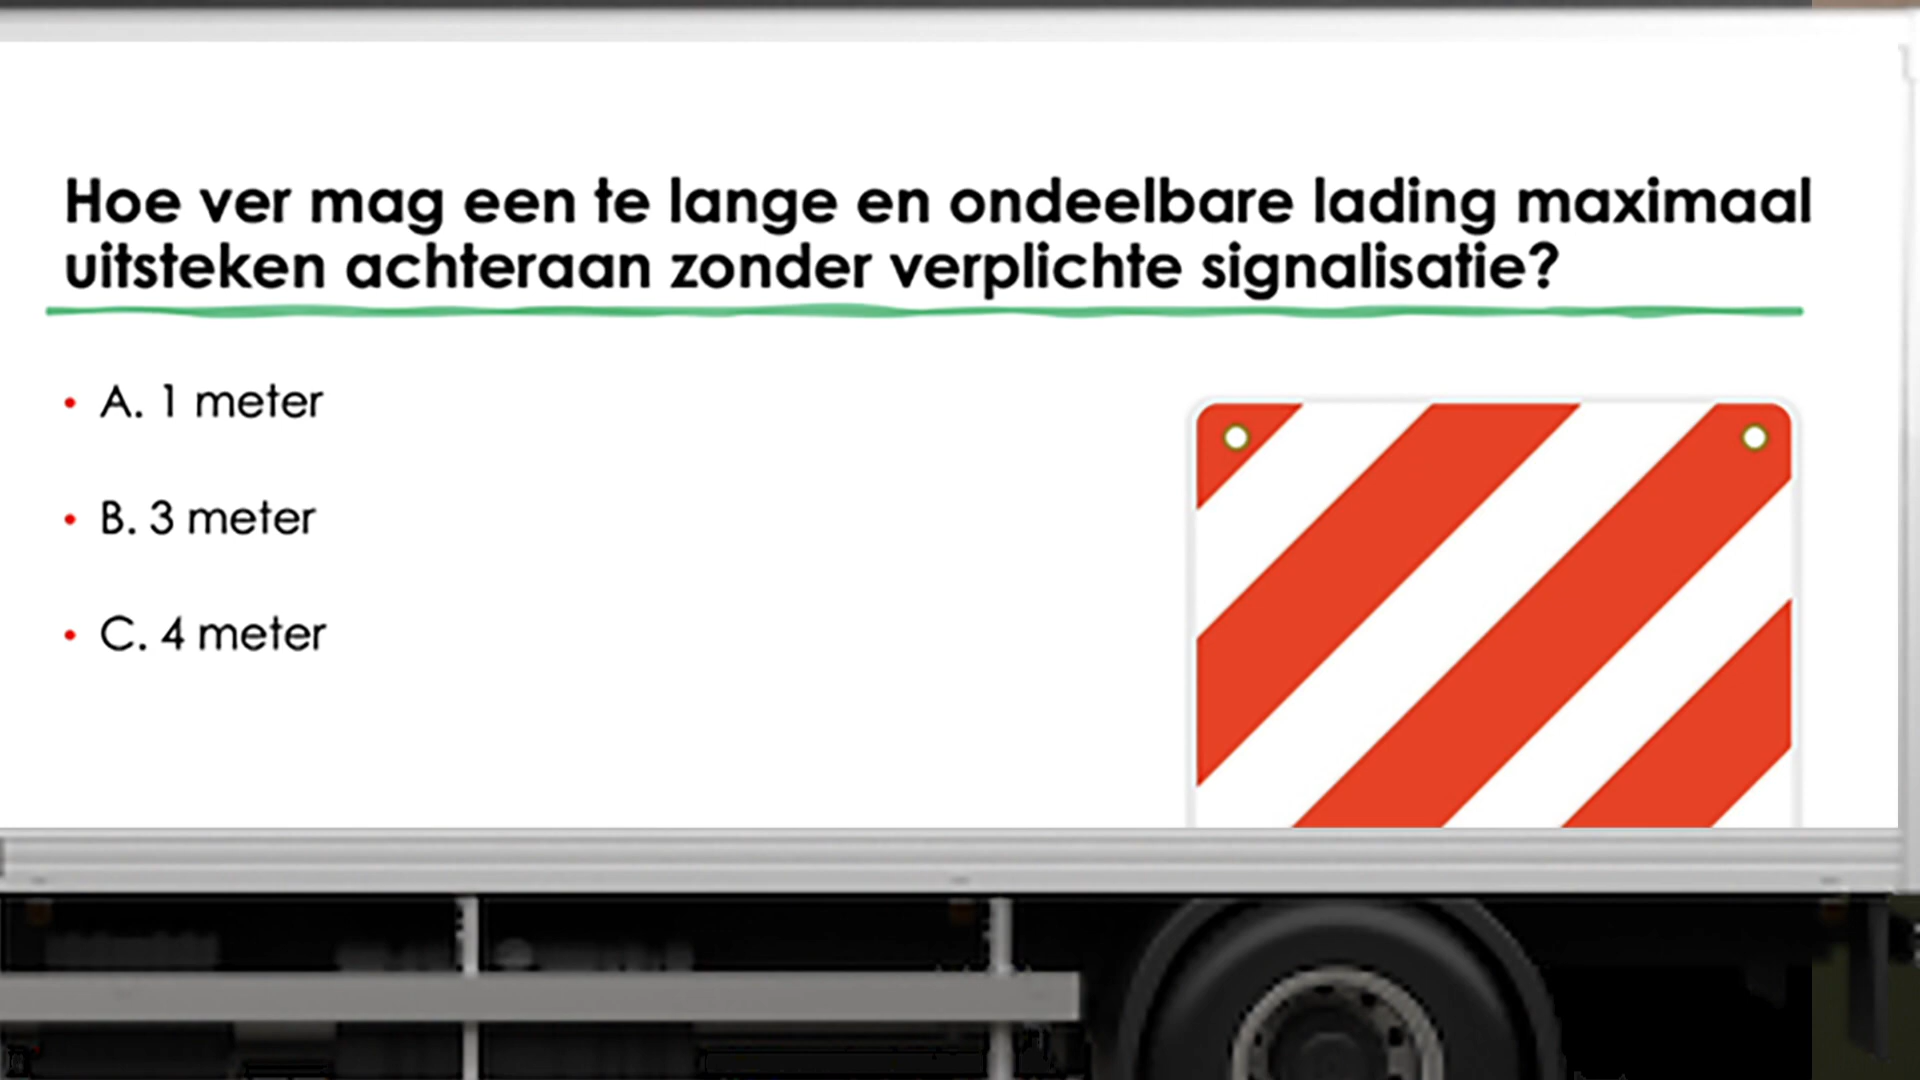 Hoe ver mag een te lange en ondeelbare lading maximaal
uitsteken achteraan zonder verplichte signalisatie?
• A. 1 meter
• B. 3 meter
• C. 4 meter